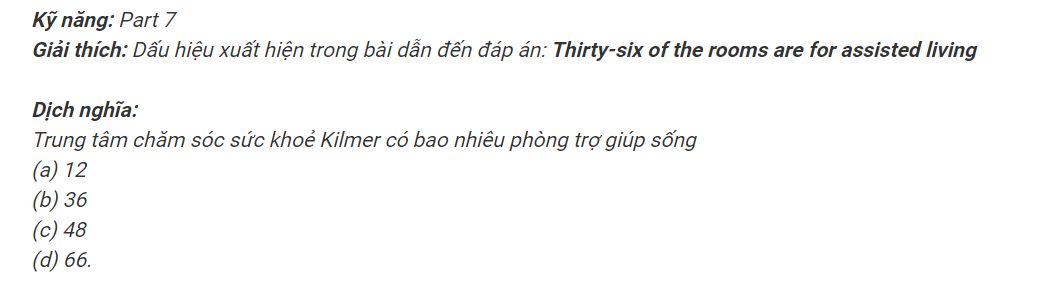 Kỹ năng: Part 7
Giải thích: Dấu hiệu xuất hiện trong bài dẫn đến đáp án: Thirty-six of the rooms are for assisted living
Dịch nghĩa:
Trung tâm chăm sóc sức khoẻ Kilmer có bao nhiêu phòng trợ giúp sống
(a) 12
(b) 36
(c) 48
(d) 66.